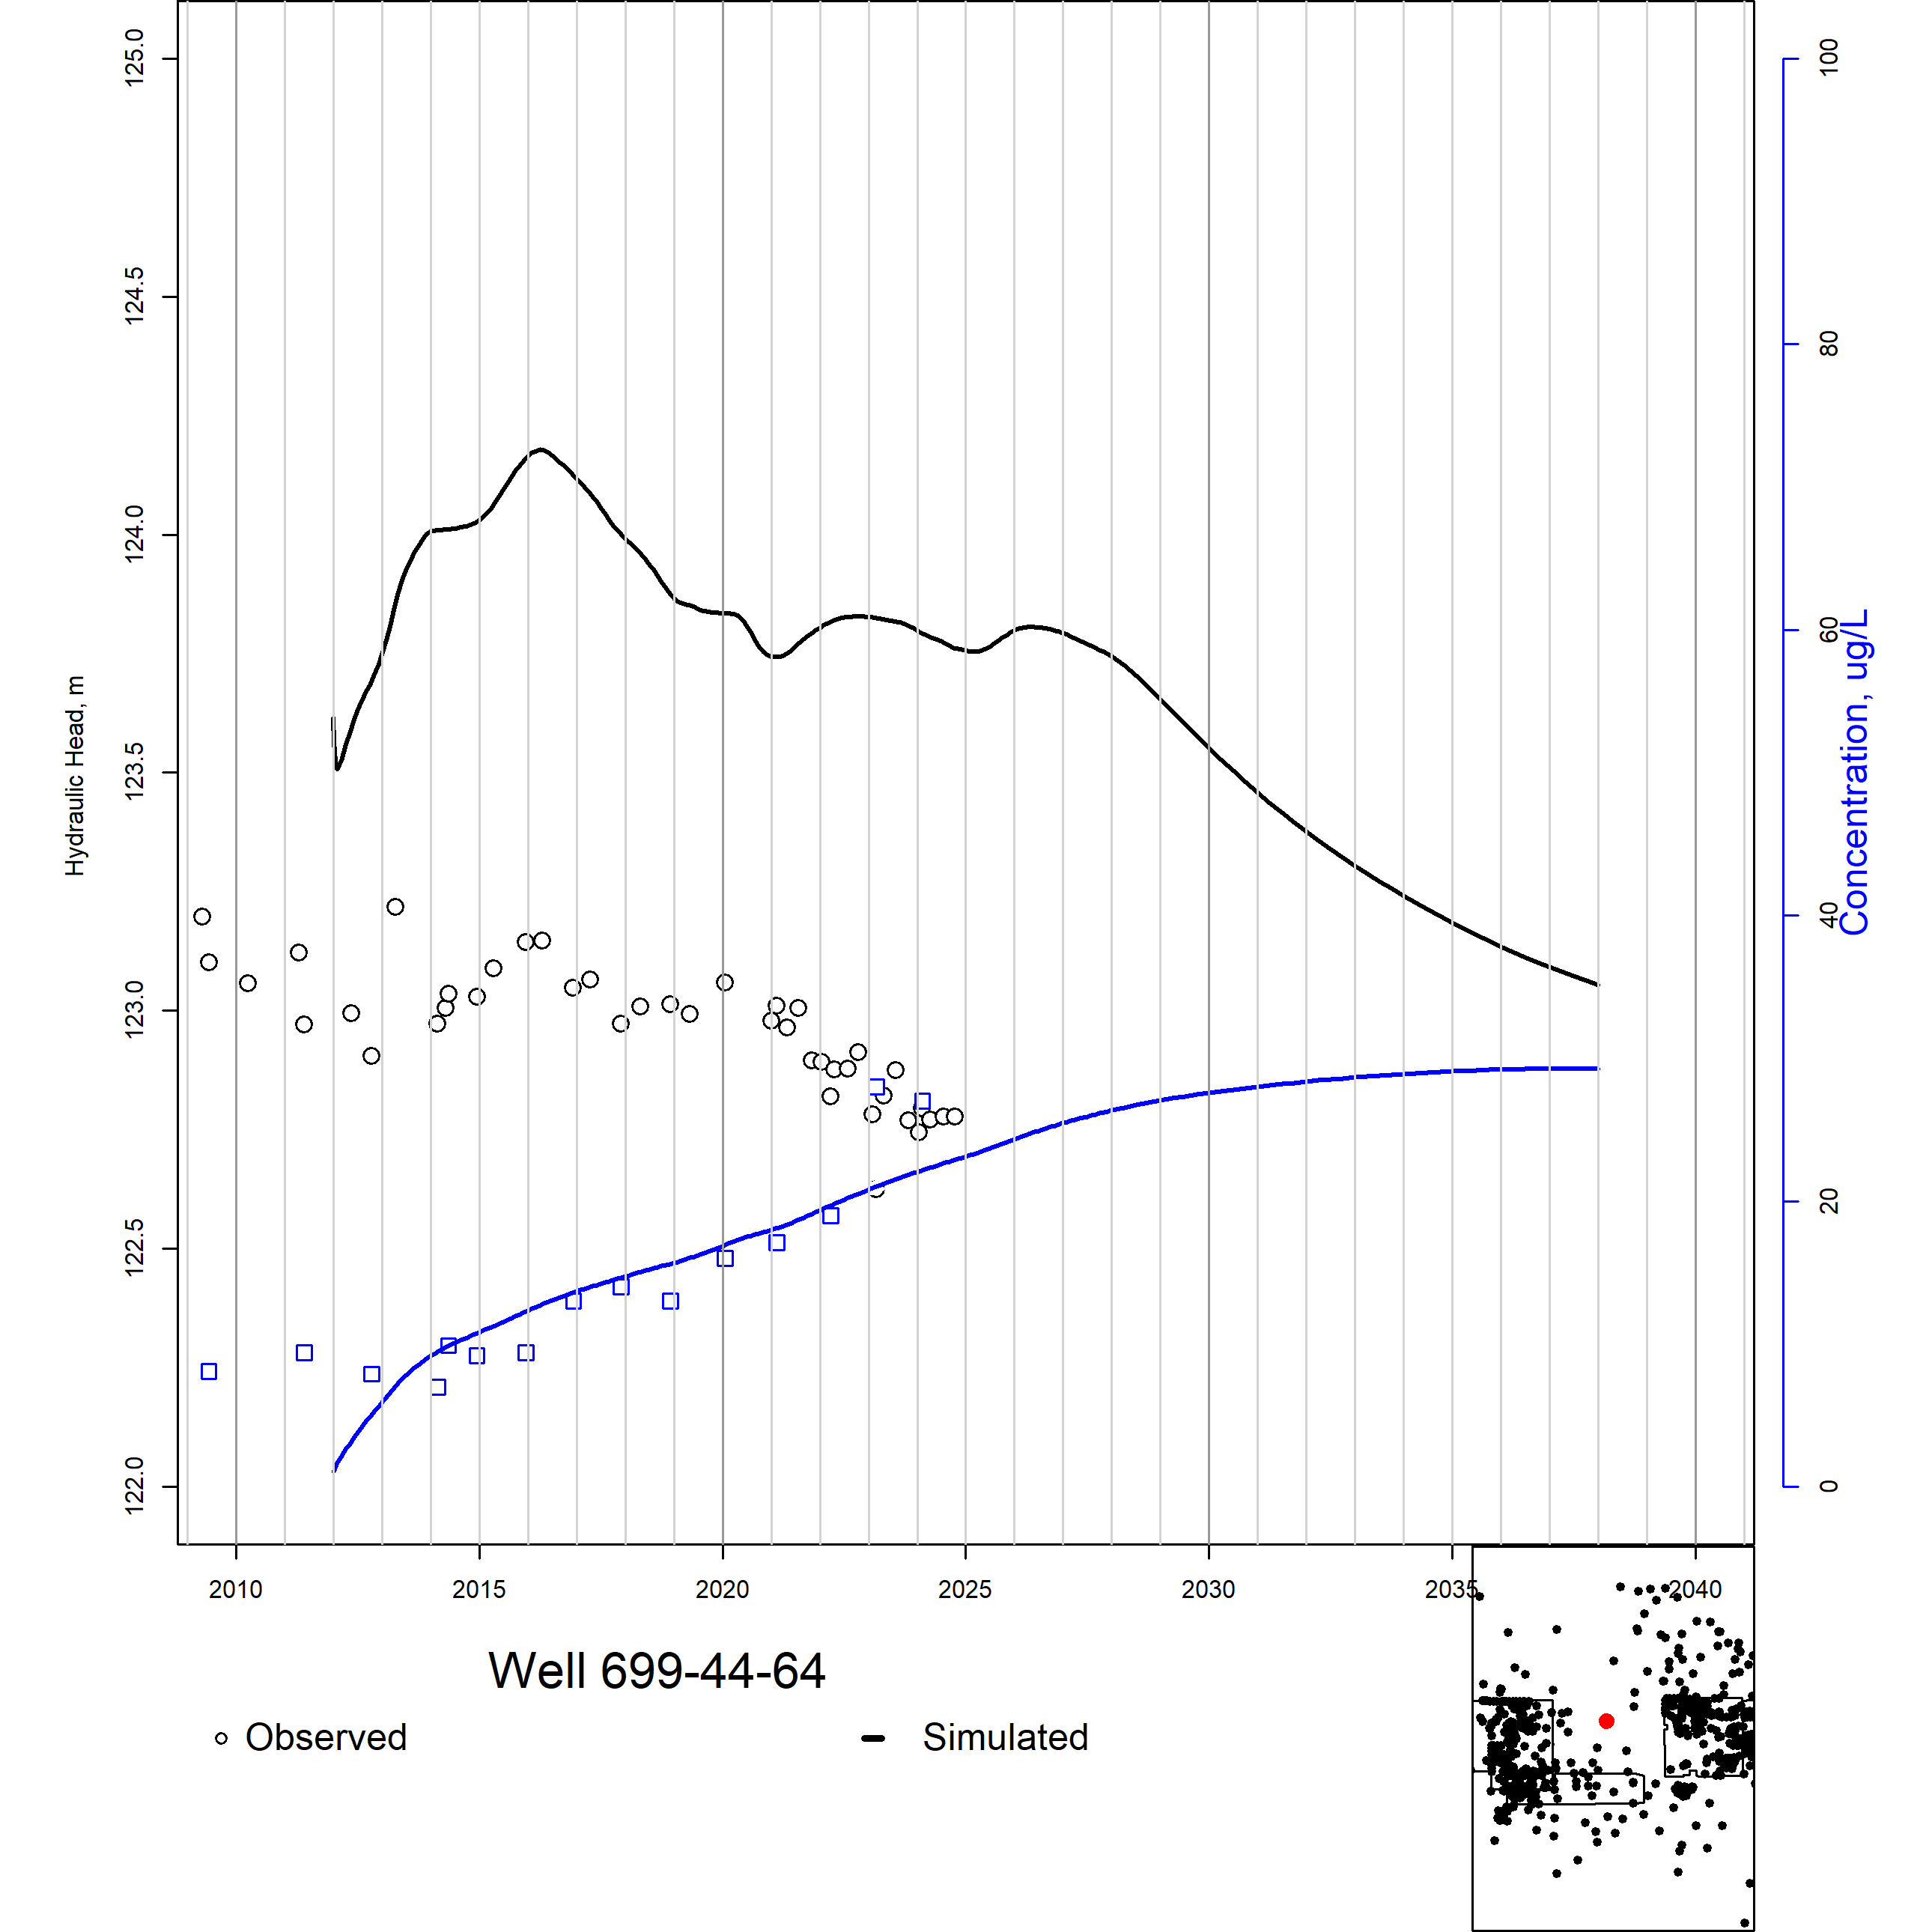 125.0
124.5
124.0
123.5
123.0
122.5
122.0
Hydraulic Head, m
100
80
60
40
20
0
Concentration, ug/L
2010 2015 2020 2025 2030 2035 2040
Well 699-44-64
Observed Simulated